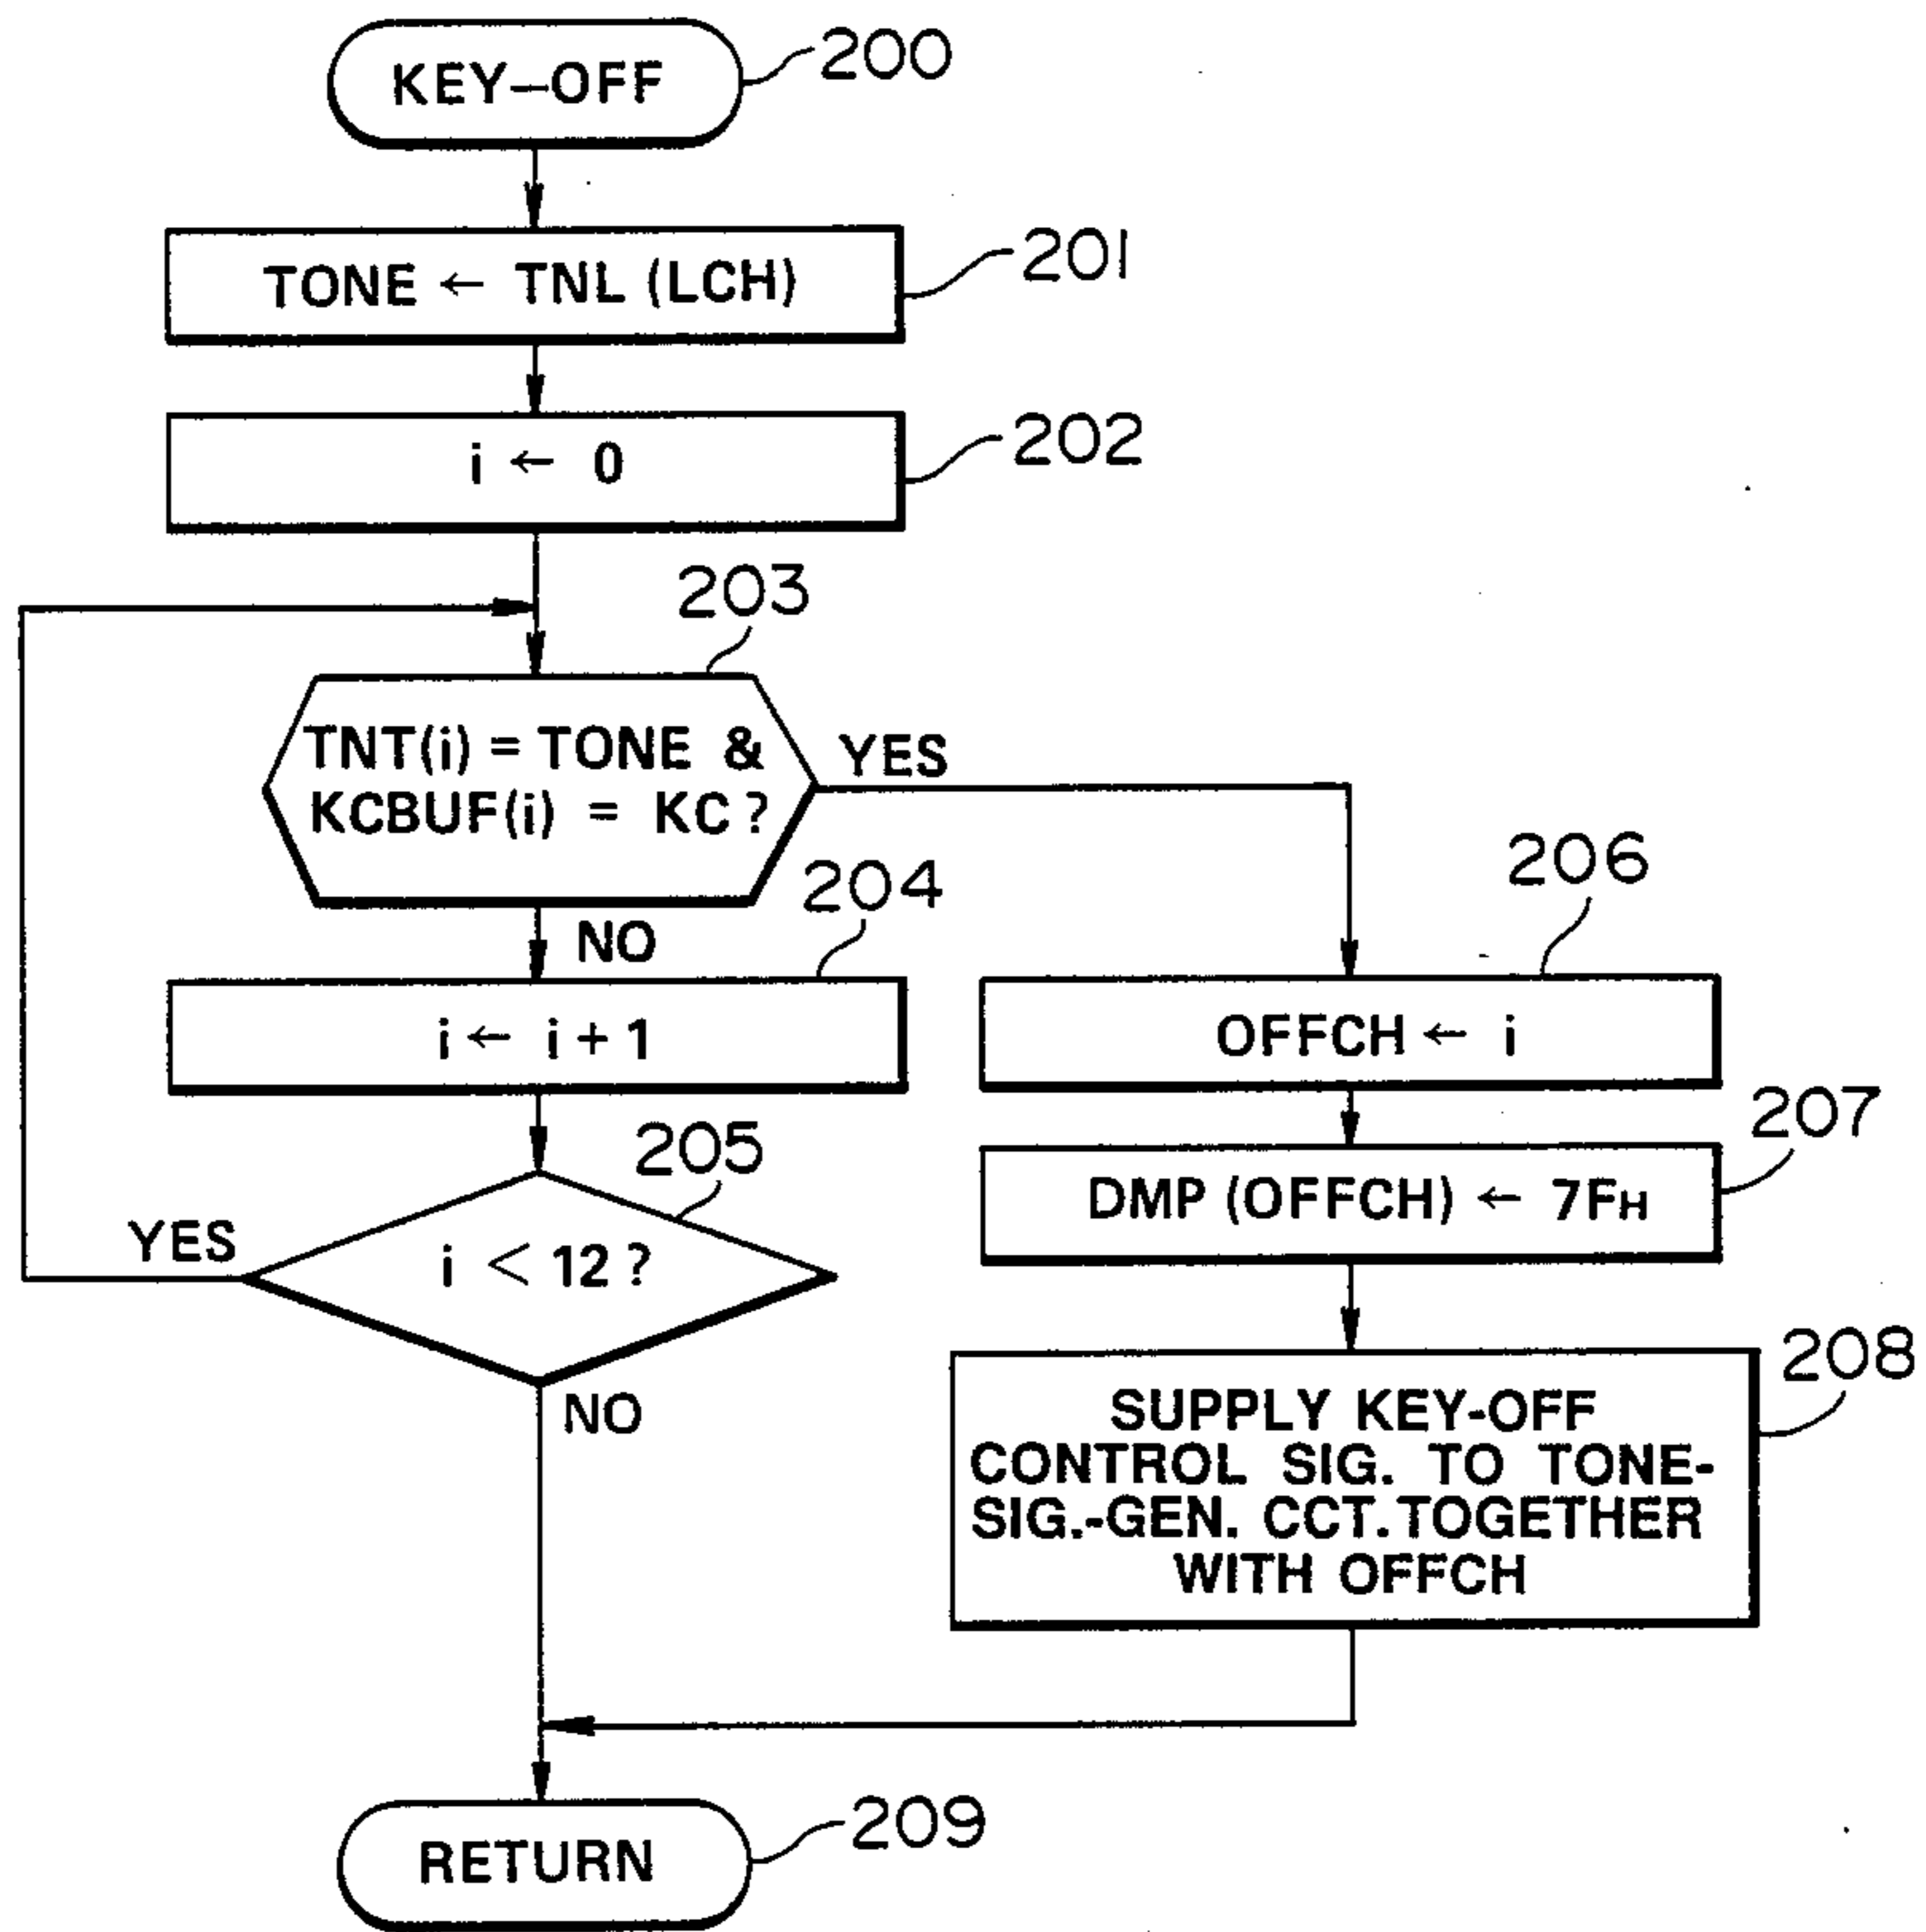 KEY-OFF
200
TONE ← TNL (LCH)
201
i ← 0
202
203
TNT(i) = TONE &
KCBUF(i) = KC ?
YES
NO
204
i ← i + 1
205
i < 12 ?
YES
NO
206
OFFCH ← i
207
DMP (OFFCH) ← 7FH
208
SUPPLY KEY-OFF
CONTROL SIG. TO TONE-
SIG.-GEN. CCT. TOGETHER
WITH OFFCH
RETURN
209